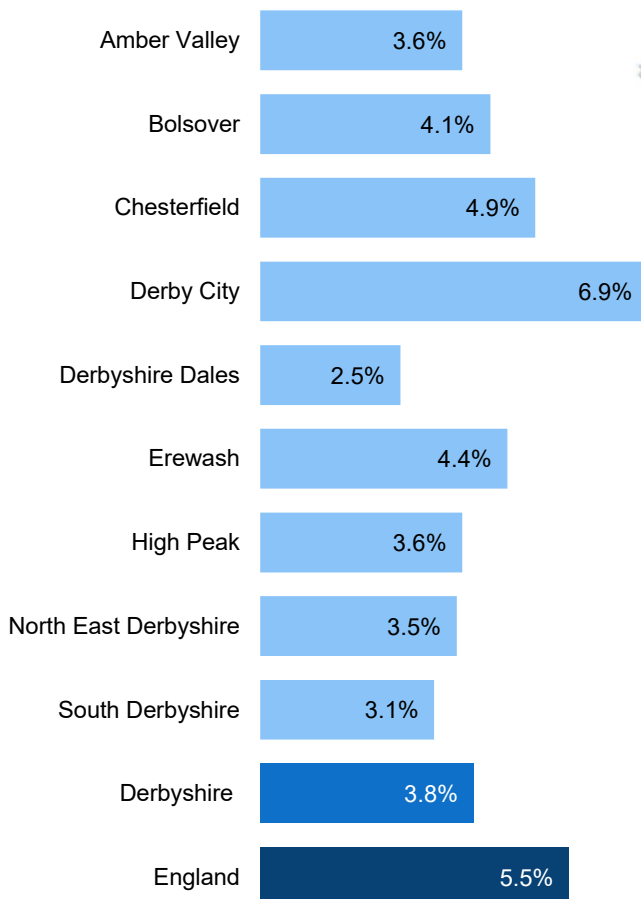 Amber Valley 3.6%
Bolsover 4.1%
Chesterfield 4.9%
Derby City 6.9%
Derbyshire Dales 2.5%
Erewash 4.4%
High Peak 3.6%
North East Derbyshire 3.5%
South Derbyshire 3.1%
Derbyshire 3.8%
England 5.5%